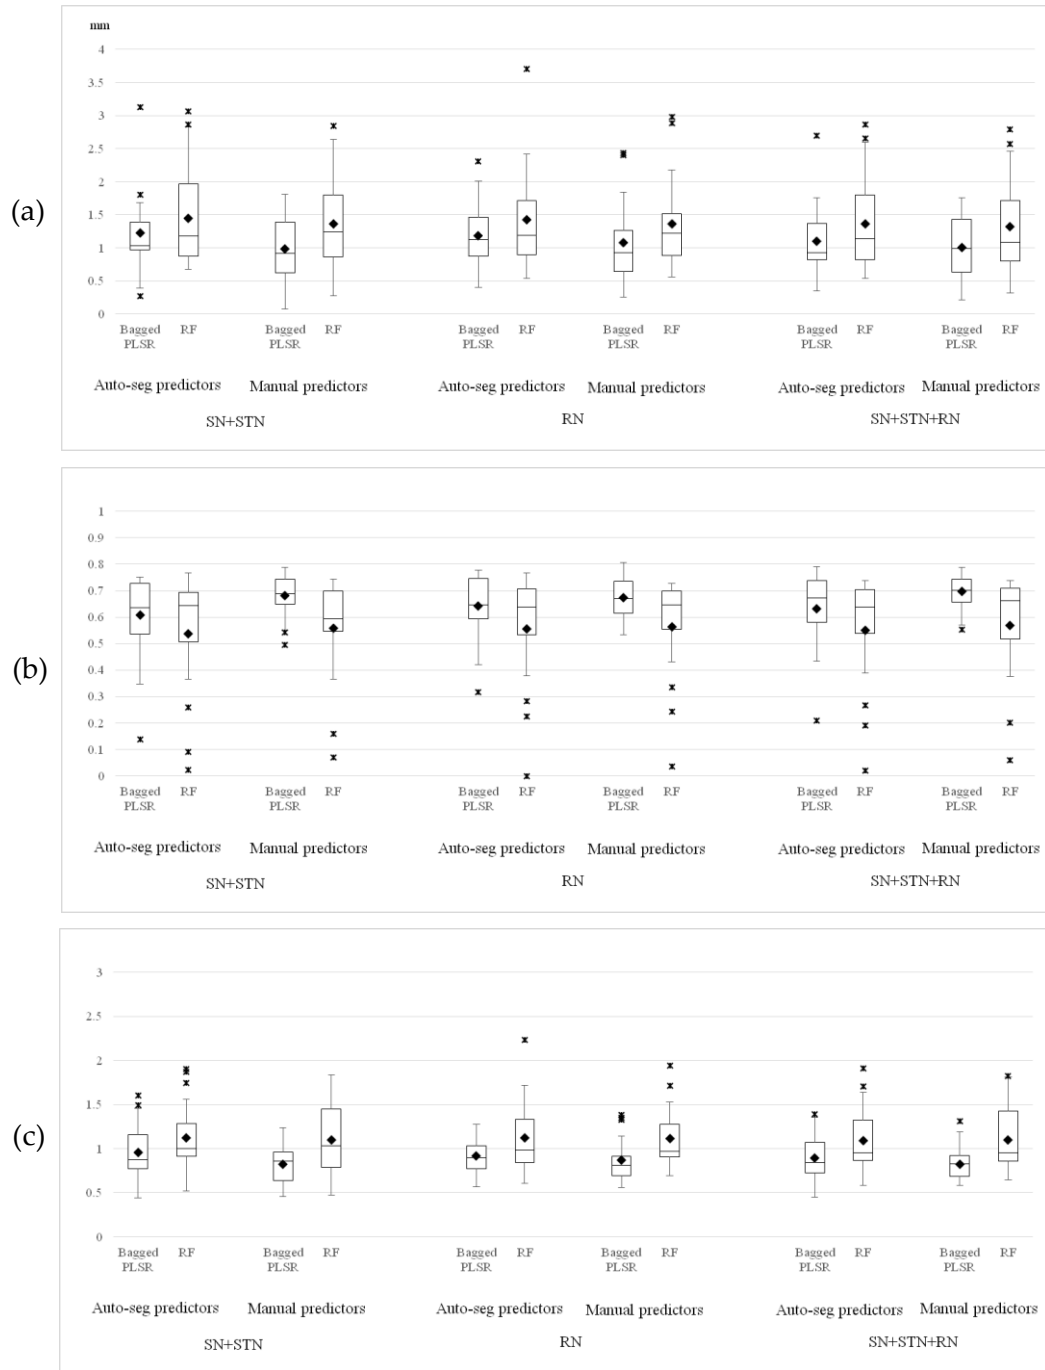 mm
4
3.5
3
2.5
(a)
2
1.5
1
0.5
0
Bagged PLSR RF Bagged PLSR RF Bagged PLSR RF Bagged PLSR RF Bagged PLSR RF Bagged PLSR RF
Auto-seg predictors Manual predictors Auto-seg predictors Manual predictors Auto-seg predictors Manual predictors
SN+STN RN SN+STN+RN
1
0.9
0.8
0.7
0.6
0.5
(b)
0.4
0.3
0.2
0.1
0
Bagged PLSR RF Bagged PLSR RF Bagged PLSR RF Bagged PLSR RF Bagged PLSR RF Bagged PLSR RF
Auto-seg predictors Manual predictors Auto-seg predictors Manual predictors Auto-seg predictors Manual predictors
SN+STN RN SN+STN+RN
3
2.5
2
1.5
(c)
1
0.5
0
Bagged PLSR RF Bagged PLSR RF Bagged PLSR RF Bagged PLSR RF Bagged PLSR RF Bagged PLSR RF
Auto-seg predictors Manual predictors Auto-seg predictors Manual predictors Auto-seg predictors Manual predictors
SN+STN RN SN+STN+RN